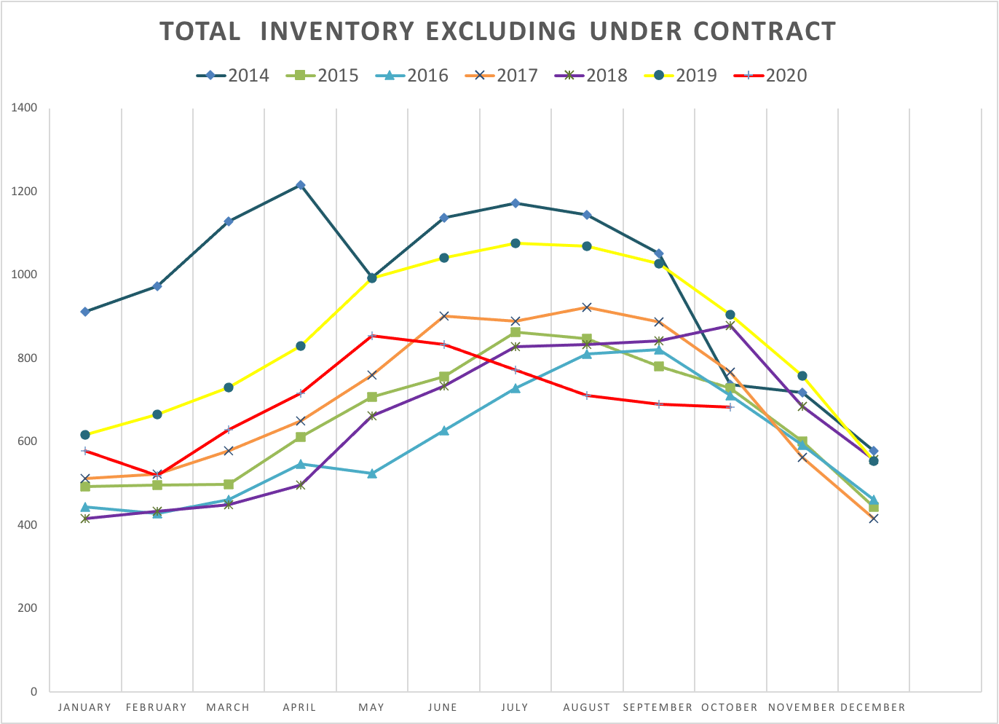 TOTAL  INVENTORY EXCLUDING UNDER CONTRACT
2014 2015 2016 2017 2018 2019 2020
1400
1200
1000
800
600
400
200
0
JANUARY FEBRUARY MARCH APRIL MAY JUNE JULY AUGUST SEPTEMBER OCTOBER NOVEMBER DECEMBER